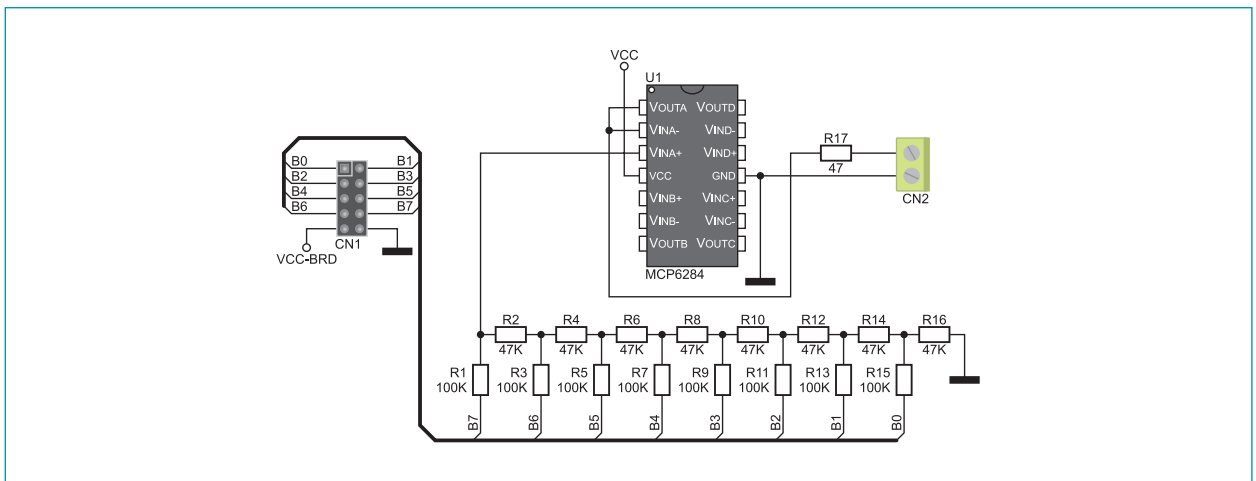 VCC
U1
VOUTA VOUTD
VINA- VIND-
VINA+ VIND+
VCC GND
VINB+ VINC+
VINB- VINC-
VOUTB VOUTC
MCP6284
R17
47
CN2
B0 B1
B2 B3
B4 B5
B6 B7
CN1
VCC-BRD
R2 R4 R6 R8 R10 R12 R14 R16
47K 47K 47K 47K 47K 47K 47K 47K
R1 R3 R5 R7 R9 R11 R13 R15
100K 100K 100K 100K 100K 100K 100K 100K
B7 B6 B5 B4 B3 B2 B1 B0